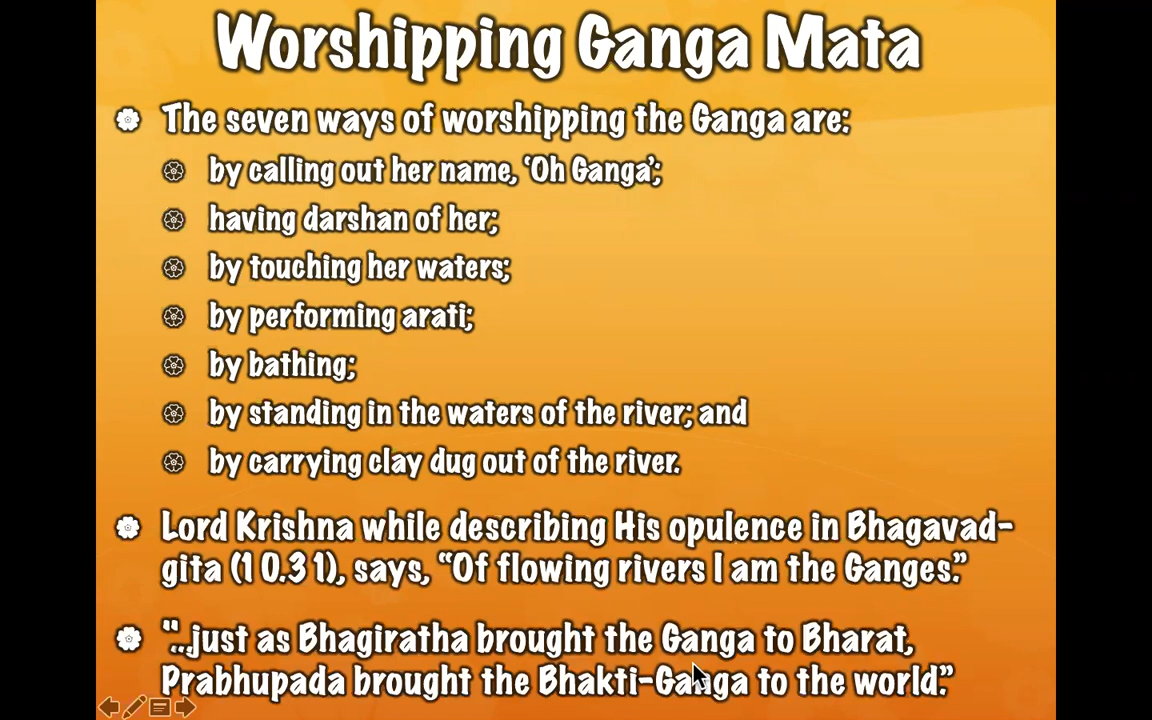 Worshipping Ganga Mata
The seven ways of worshipping the Ganga are:
by calling out her name, ‘Oh Ganga’;
having darshan of her;
by touching her waters;
by performing arati;
by bathing;
by standing in the waters of the river; and
by carrying clay dug out of the river.
Lord Krishna while describing His opulence in Bhagavad-
gita (10.31), says, “Of flowing rivers I am the Ganges.”
“...just as Bhagiratha brought the Ganga to Bharat,
Prabhupada brought the Bhakti-Ganga to the world.”